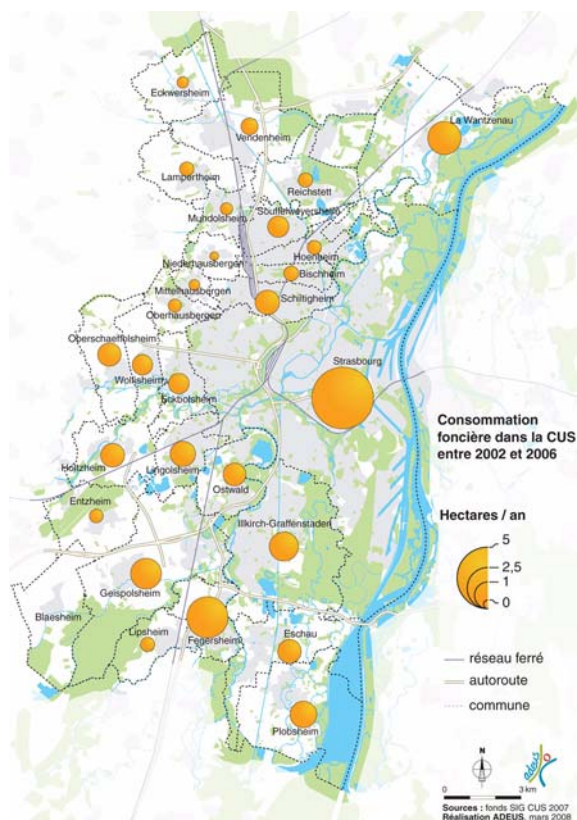 Eckwersheim
La Wantzenau
Vendenheim
Lampertheim
Reichstett
Mundolsheim
Souffelweyersheim
Hoenheim
Niederhausbergen
Bischheim
Mittelhausbergen
Schiltigheim
Oberhausbergen
Oberschaeffolsheim
Strasbourg
Wolfisheim
Eckbolsheim
Consommation
foncière dans la CUS
entre 2002 et 2006
Holtzheim
Lingolsheim
Ostwald
Entzheim
Hectares / an
Illkirch-Graffenstaden
5
2,5
1
0
Geispolsheim
Blaesheim
Lipsheim
Fegersheim
Eschau
réseau ferré
autoroute
commune
Plobsheim
N
adeus
0 3 km
Sources : fonds SIG CUS 2007
Réalisation ADEUS, mars 2008